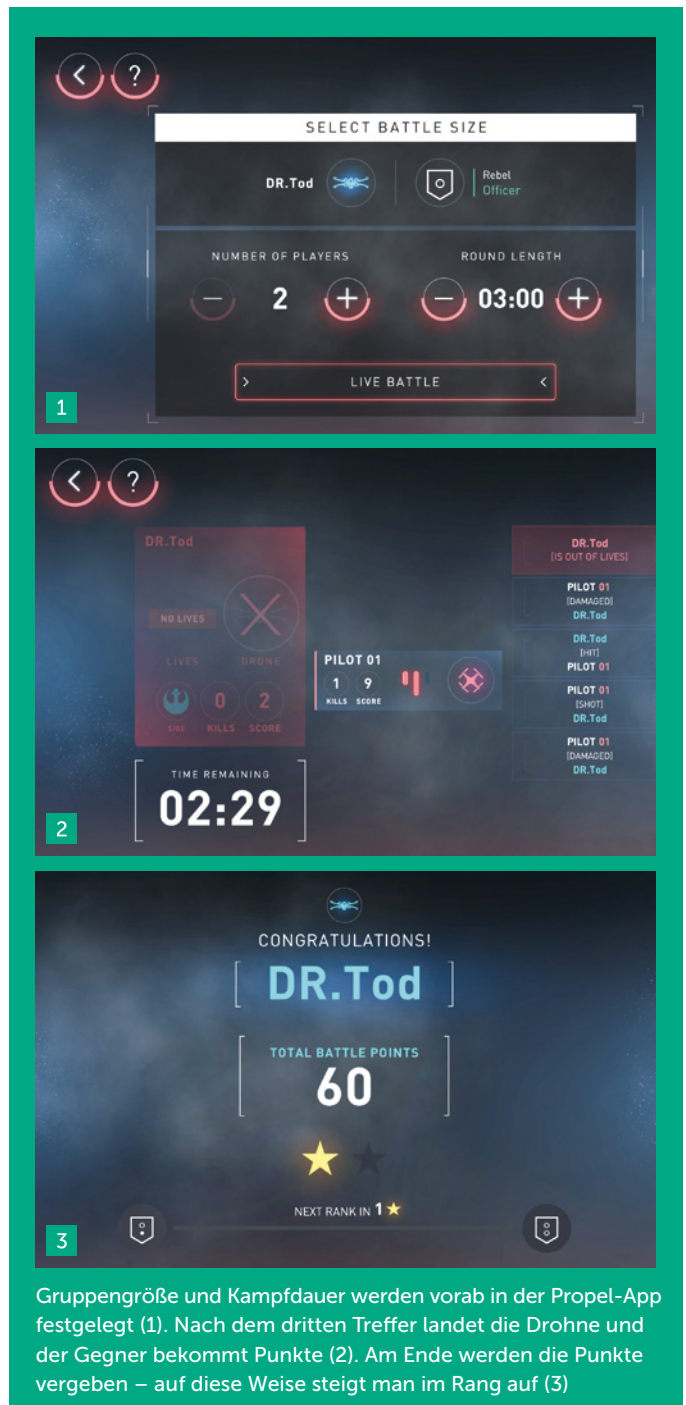 ?
SELECT BATTLE SIZE
DR.Tod
Rebel
Officer
NUMBER OF PLAYERS
ROUND LENGTH
2
03:00
LIVE BATTLE
1
?
DR.Tod
NO LIVES
LIVES DRONE
0 2
SIDE KILLS SCORE
TIME REMAINING
02:29
PILOT 01
1 9
KILLS SCORE
DR.Tod
[IS OUT OF LIVES]
PILOT 01
[DAMAGED]
DR.Tod
DR.Tod
[HIT]
PILOT 01
PILOT 01
[SHOT]
DR.Tod
PILOT 01
[DAMAGED]
DR.Tod
2
CONGRATULATIONS!
DR.Tod
TOTAL BATTLE POINTS
60
NEXT RANK IN 1
3
Gruppengröße und Kampfdauer werden vorab in der Propel-App
festgelegt (1). Nach dem dritten Treffer landet die Drohne und
der Gegner bekommt Punkte (2). Am Ende werden die Punkte
vergeben – auf diese Weise steigt man im Rang auf (3)